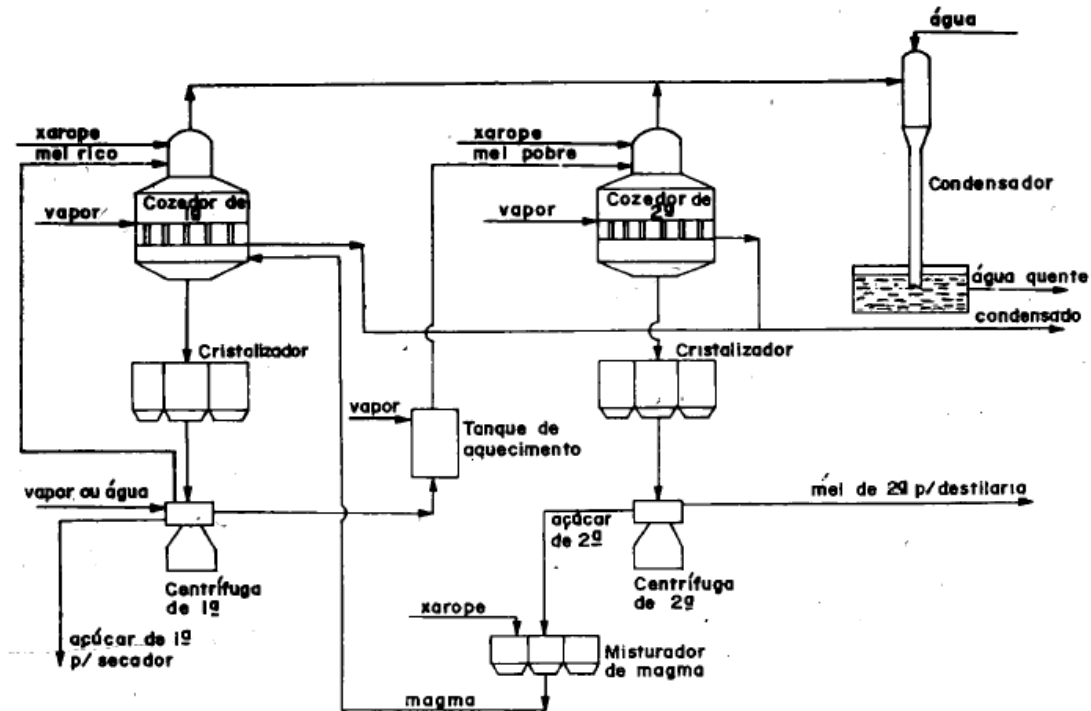 água
xarope
mel rico
xarope
mel pobre
Condensador
Cozedor de
1ª
Cozedor de
2ª
vapor
vapor
água quente
condensado
Cristalizador
Cristalizador
vapor
Tanque de
aquecimento
vapor ou água
mel de 2ª p/destilaria
açúcar
de 2ª
Centrífuga
de 1ª
Centrífuga
de 2ª
xarope
açúcar de 1ª
p/ secador
Misturador
de magma
magma